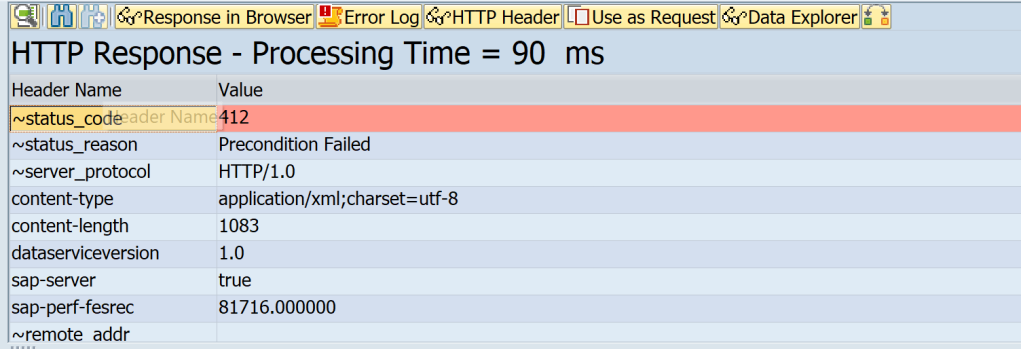 Response in Browser Error Log HTTP Header Use as Request Data Explorer
HTTP Response - Processing Time = 90 ms
Header Name Value
~status_code Header Name 412
~status_reason Precondition Failed
~server_protocol HTTP/1.0
content-type application/xml;charset=utf-8
content-length 1083
dataserviceversion 1.0
sap-server true
sap-perf-fesrec 81716.000000
~remote_addr